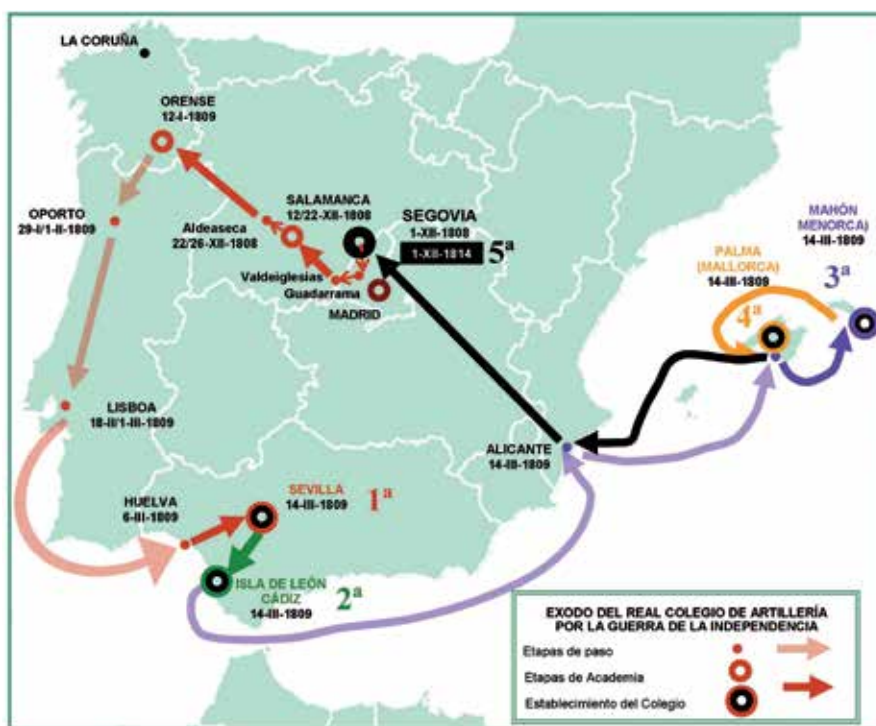 LA CORUÑA
ORENSE
12-I-1809
OPORTO
29-I/1-II-1809
SALAMANCA
12/22-XII-1808
Aldeaseca
22/26-XII-1808
SEGOVIA
1-XII-1808
1-XII-1814
5ª
Valdeiglesias
Guadarrama
MADRID
MAHÓN
MENORCA)
14-III-1809
3ª
PALMA
(MALLORCA)
14-III-1809
4ª
LISBOA
18-II/1-III-1809
ALICANTE
14-III-1809
HUELVA
6-III-1809
SEVILLA
14-III-1809
1ª
ISLA DE LEÓN
CÁDIZ
14-III-1809
2ª
EXODO DEL REAL COLEGIO DE ARTILLERÍA
POR LA GUERRA DE LA INDEPENDENCIA
Etapas de paso
Etapas de Academia
Establecimiento del Colegio